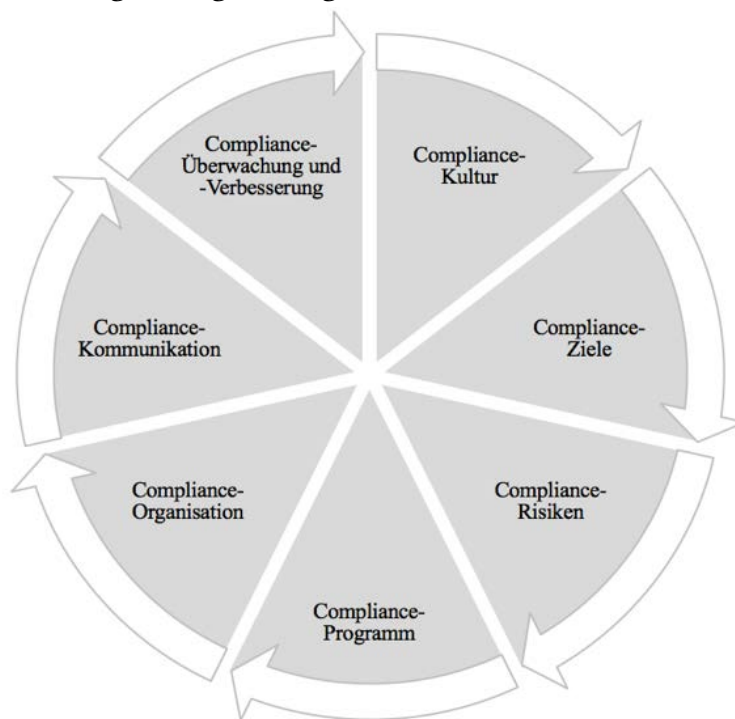 Compliance-
Kultur
Compliance-
Ziele
Compliance-
Risiken
Compliance-
Programm
Compliance-
Organisation
Compliance-
Kommunikation
Compliance-
Überwachung und
-Verbesserung